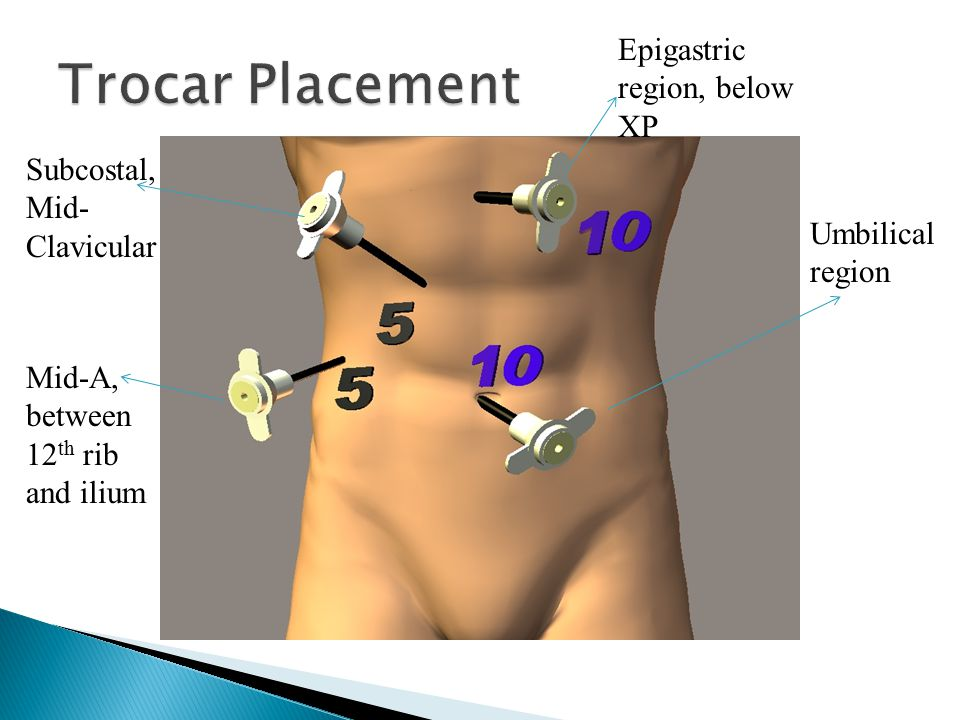 Trocar Placement
Epigastric
region, below
XP
Subcostal,
Mid-
Clavicular
10
Umbilical
region
5
10
Mid-A,
between
12th rib
and ilium
5